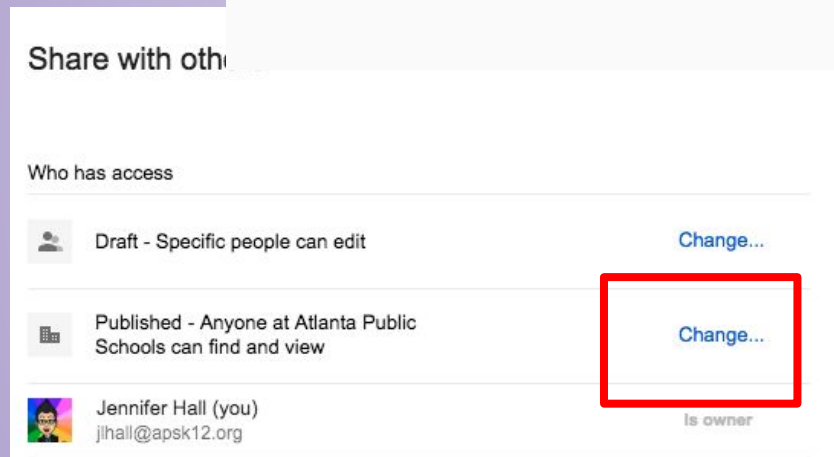 Share with
Who has access
Draft - Specific people can edit
Change...
Published - Anyone at Atlanta Public
Schools can find and view
Change...
Jennifer Hall (you)
jlhall@apsk12.org
Is owner